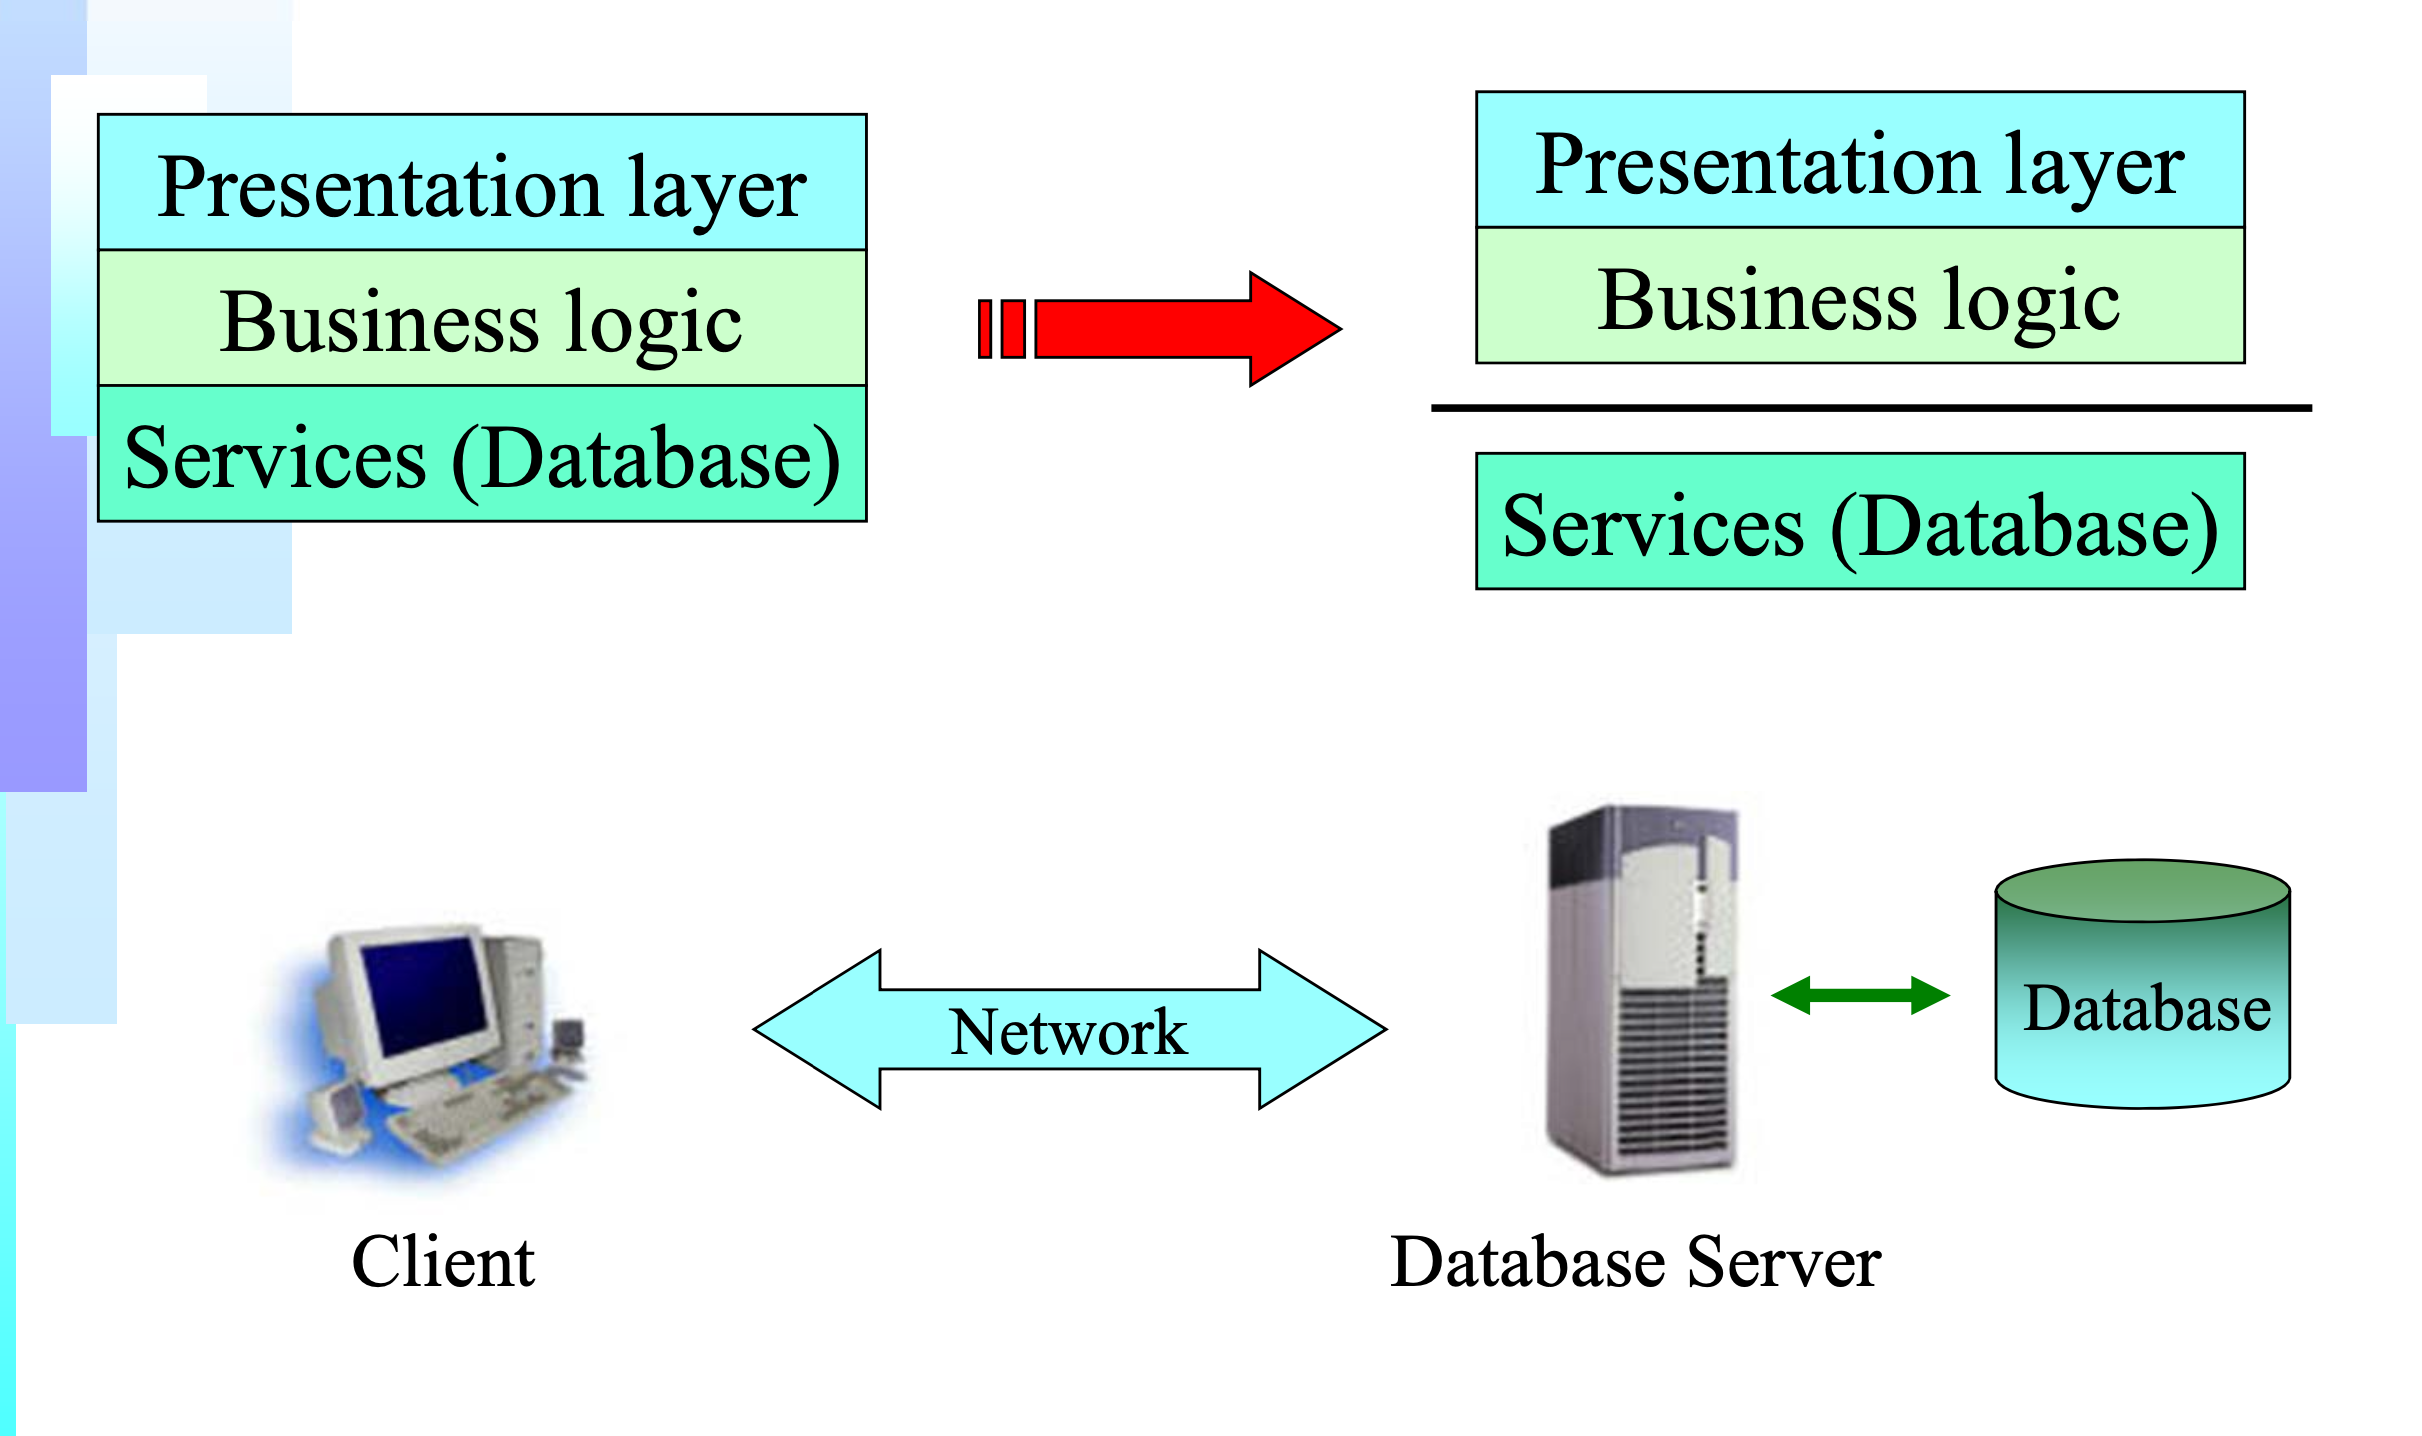 Presentation layer
Business logic
Services (Database)
Presentation layer
Business logic
Services (Database)
Network
Database
Client
Database Server